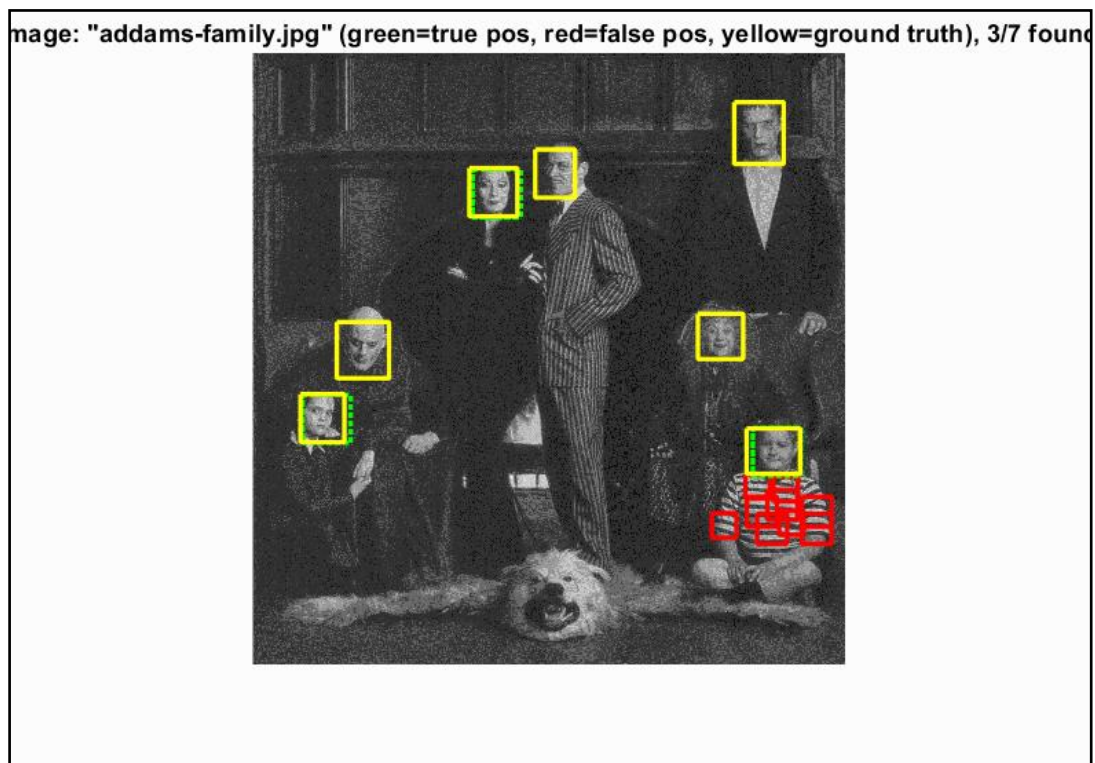 mage: "addams-family.jpg" (green=true pos, red=false pos, yellow=ground truth), 3/7 found